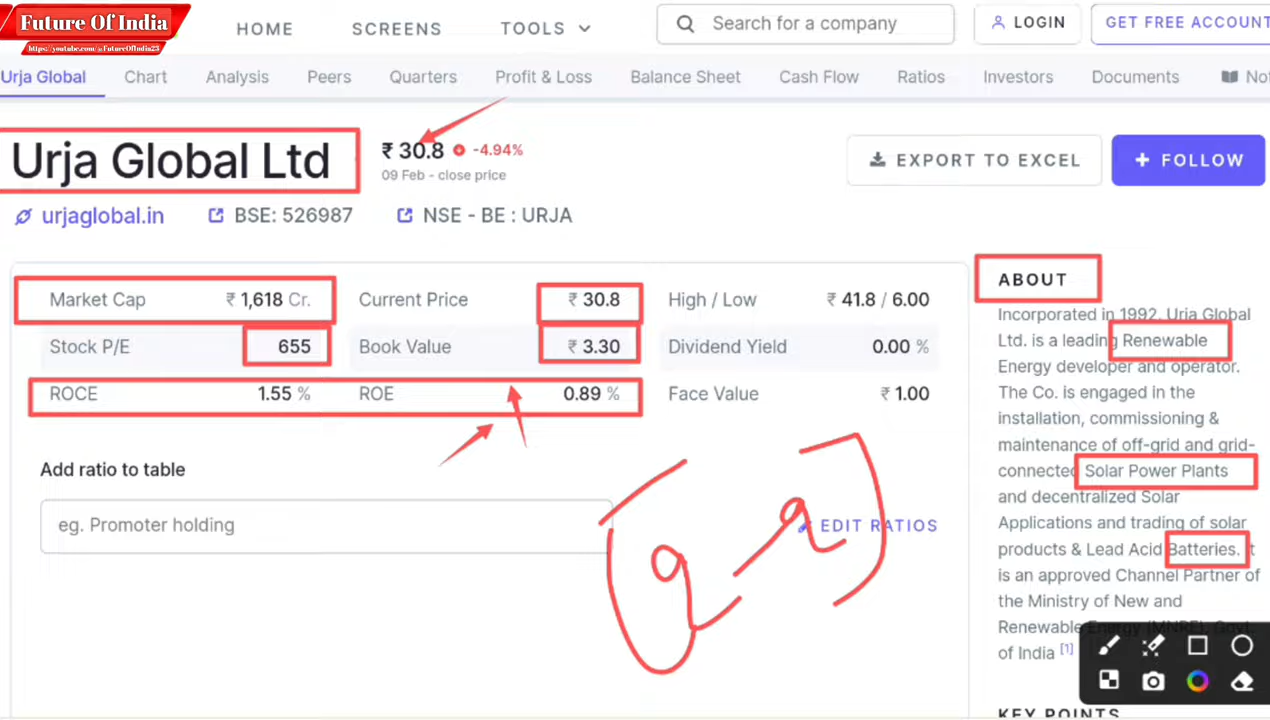 Future Of India
https://youtube.com/@FutureOfIndia23
HOME SCREENS TOOLS
Search for a company
LOGIN
GET FREE ACCOUNT
Urja Global Chart Analysis Peers Quarters Profit & Loss Balance Sheet Cash Flow Ratios Investors Documents
Urja Global Ltd
₹ 30.8 -4.94%
09 Feb - close price
EXPORT TO EXCEL
+ FOLLOW
urjaglobal.in BSE: 526987 NSE - BE : URJA
Market Cap ₹ 1,618 Cr. Current Price ₹ 30.8 High / Low ₹ 41.8 / 6.00
Stock P/E 655 Book Value ₹ 3.30 Dividend Yield 0.00 %
ROCE 1.55 % ROE 0.89 % Face Value ₹ 1.00
Add ratio to table
eg. Promoter holding
EDIT RATIOS
ABOUT
Incorporated in 1992, Urja Global
Ltd. is a leading Renewable
Energy developer and operator.
The Co. is engaged in the
installation, commissioning &
maintenance of off-grid and grid-
connected Solar Power Plants
and decentralized Solar
Applications and trading of solar
products & Lead Acid Batteries. It
is an approved Channel Partner of
the Ministry of New and
Renewable Energy (MNRE), Govt.
of India [1]
KEY POINTS